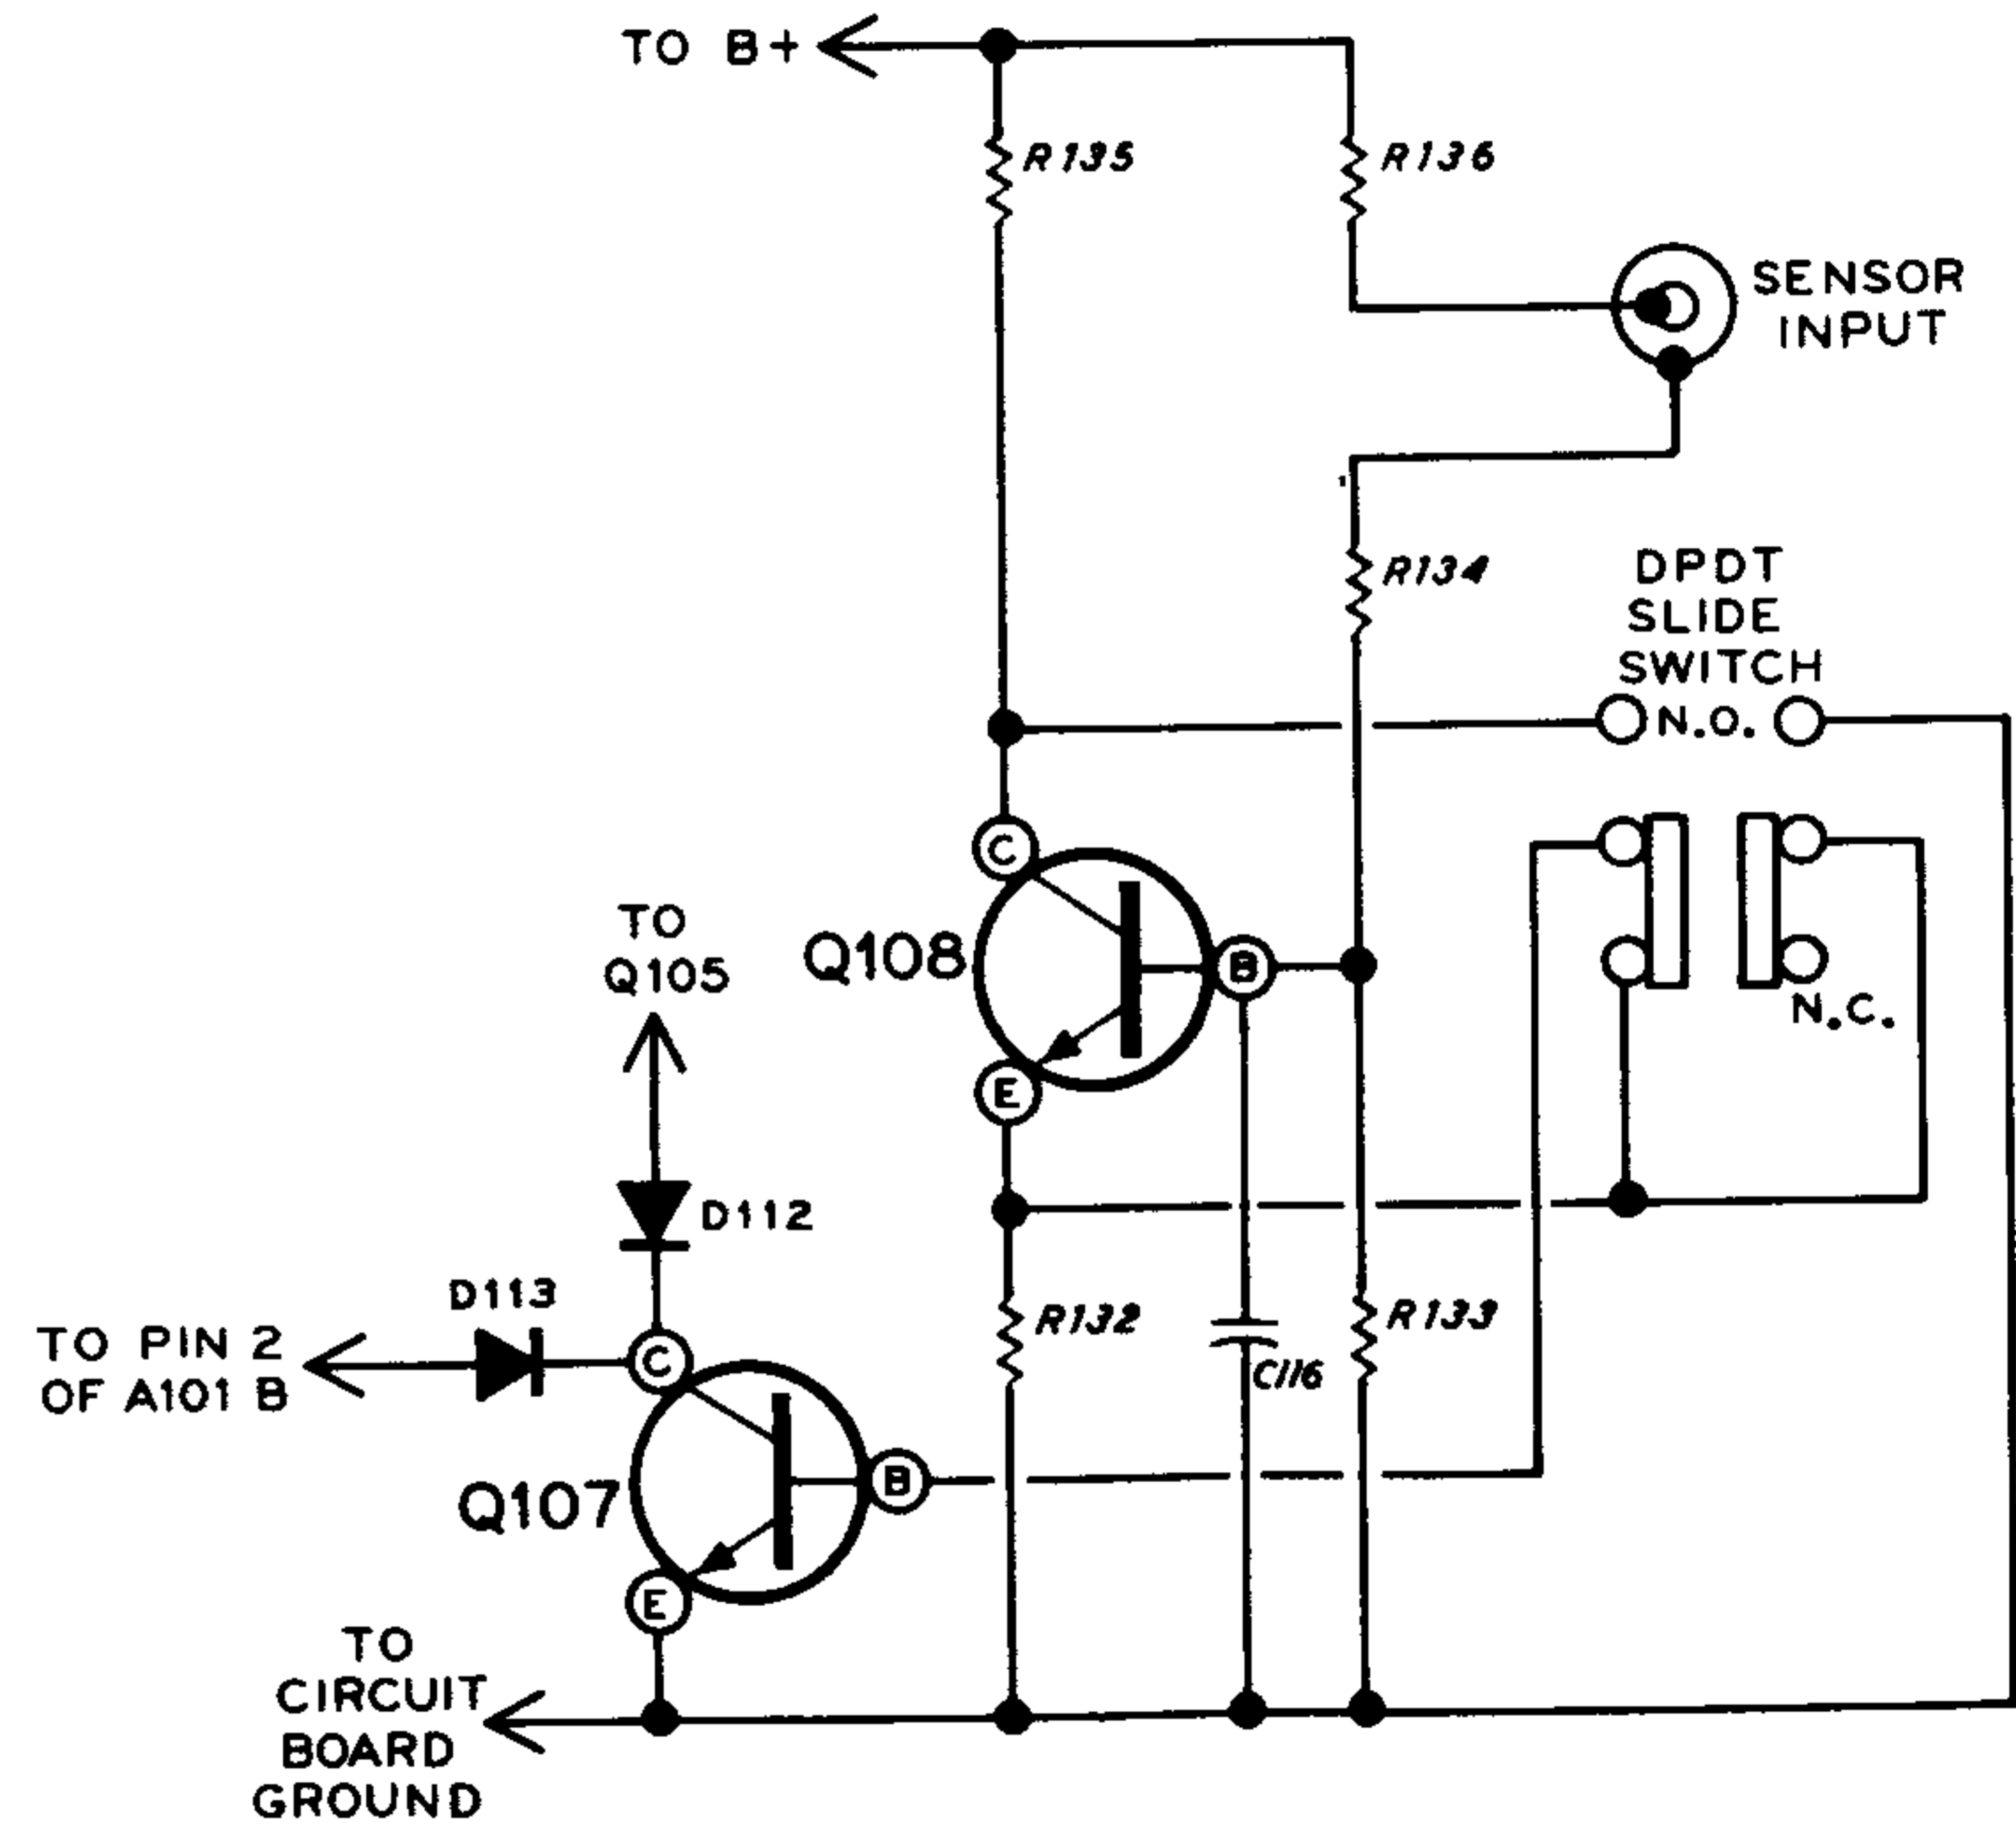 TO B+
R135
R136
SENSOR
INPUT
R134
DPDT
SLIDE
SWITCH
N.O.
C
TO
Q105
Q108
B
N.C.
E
D112
D113
R132
R133
TO PIN 2
OF A101 B
C
C116
Q107
B
E
TO
CIRCUIT
BOARD
GROUND